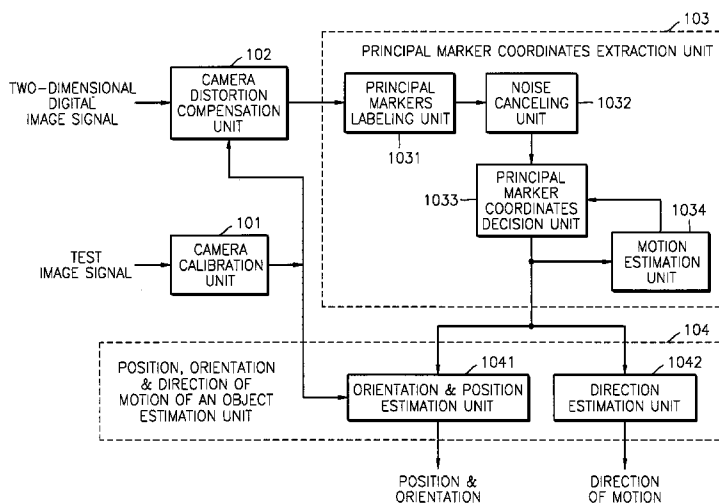 103
PRINCIPAL MARKER COORDINATES EXTRACTION UNIT
102
TWO-DIMENSIONAL
DIGITAL
IMAGE SIGNAL
CAMERA
DISTORTION
COMPENSATION
UNIT
PRINCIPAL
MARKERS
LABELING UNIT
1031
NOISE
CANCELING
UNIT
1032
1033
PRINCIPAL
MARKER
COORDINATES
DECISION UNIT
1034
MOTION
ESTIMATION
UNIT
101
TEST
IMAGE SIGNAL
CAMERA
CALIBRATION
UNIT
104
POSITION, ORIENTATION
& DIRECTION OF
MOTION OF AN OBJECT
ESTIMATION UNIT
1041
ORIENTATION & POSITION
ESTIMATION UNIT
1042
DIRECTION
ESTIMATION UNIT
POSITION &
ORIENTATION
DIRECTION
OF MOTION